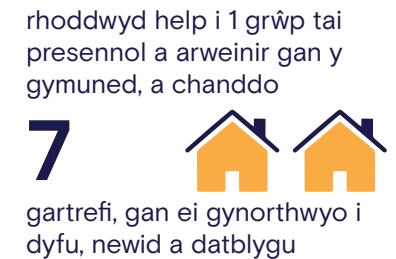 rhoddwyd help i 1 grŵp tai
presennol a arweinir gan y
gymuned, a chanddo
7
gartrefi, gan ei gynorthwyo i
dyfu, newid a datblygu